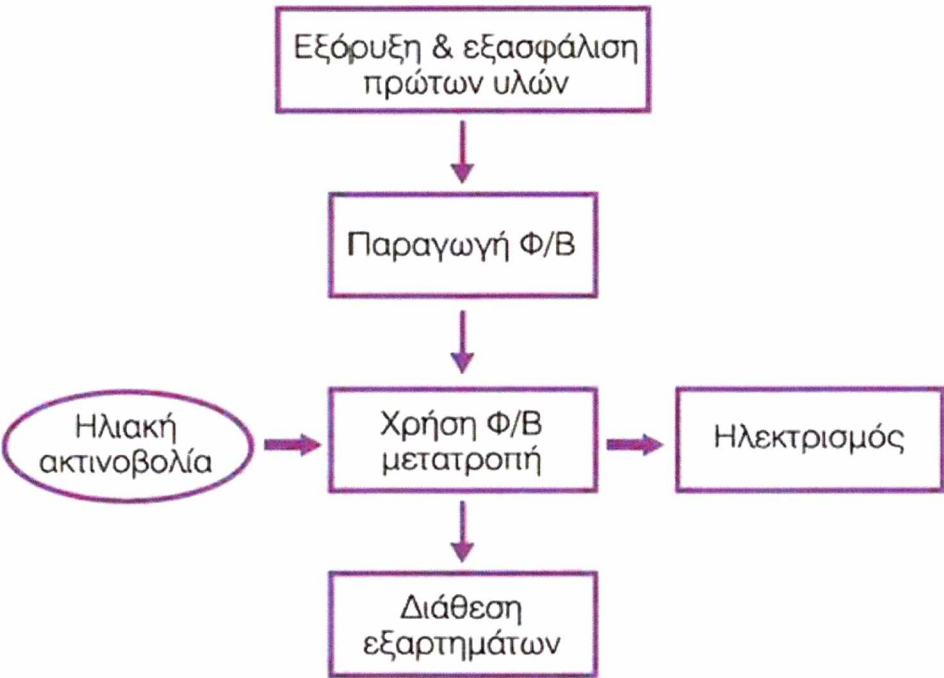 Εξόρυξη & εξασφάλιση
πρώτων υλών
Παραγωγή Φ/Β
Ηλιακή
ακτινοβολία
Χρήση Φ/Β
μετατροπή
Ηλεκτρισμός
Διάθεση
εξαρτημάτων